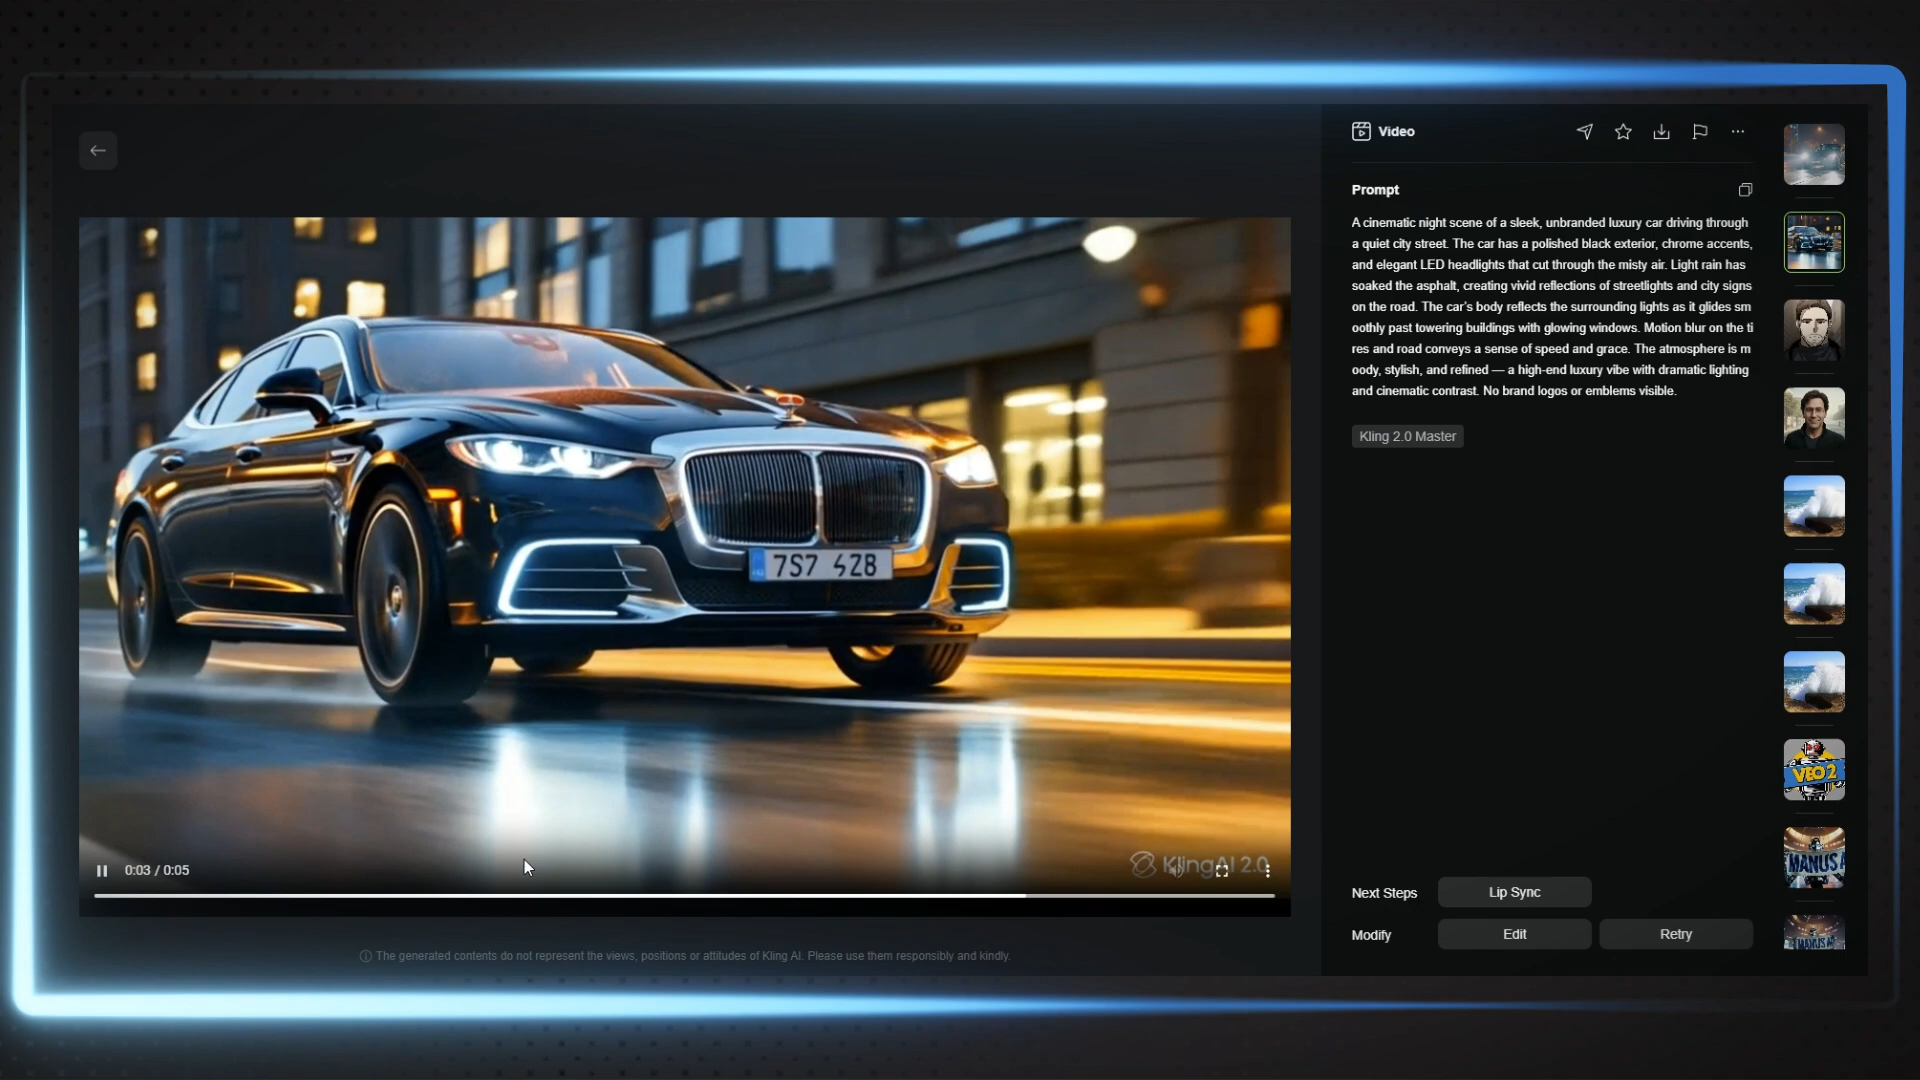 Video
Prompt
A cinematic night scene of a sleek, unbranded luxury car driving through
a quiet city street. The car has a polished black exterior, chrome accents,
and elegant LED headlights that cut through the misty air. Light rain has
soaked the asphalt, creating vivid reflections of streetlights and city signs
on the road. The car's body reflects the surrounding lights as it glides sm
oothly past towering buildings with glowing windows. Motion blur on the ti
res and road conveys a sense of speed and grace. The atmosphere is m
oody, stylish, and refined — a high-end luxury vibe with dramatic lighting
and cinematic contrast. No brand logos or emblems visible.
Kling 2.0 Master
7S7 428
KlingAI 2.0
0:03 / 0:05
The generated contents do not represent the views, positions or attitudes of Kling AI. Please use them responsibly and kindly.
Next Steps
Lip Sync
Modify
Edit
Retry
VEO 2
MANUS
MANUS